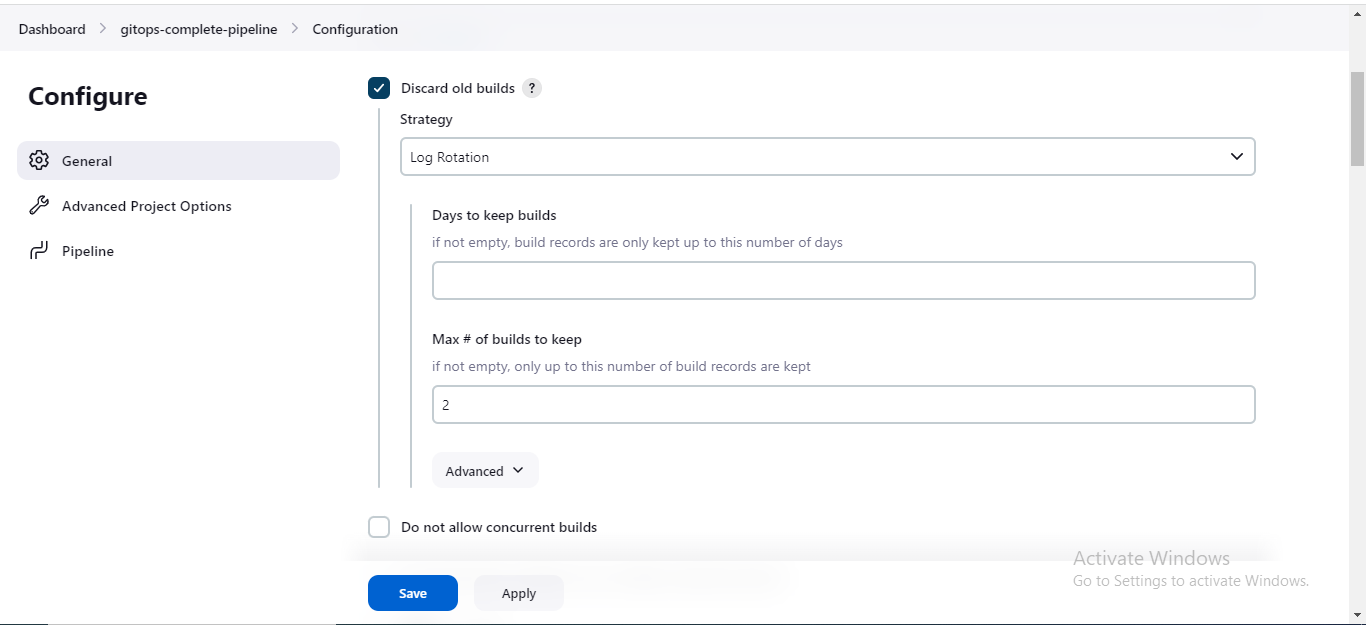 Dashboard > gitops-complete-pipeline > Configuration
Configure
General
Advanced Project Options
Pipeline
Discard old builds ?
Strategy
Log Rotation
Days to keep builds
if not empty, build records are only kept up to this number of days
Max # of builds to keep
if not empty, only up to this number of build records are kept
2
Advanced
Do not allow concurrent builds
Save Apply
Activate Windows
Go to Settings to activate Windows.